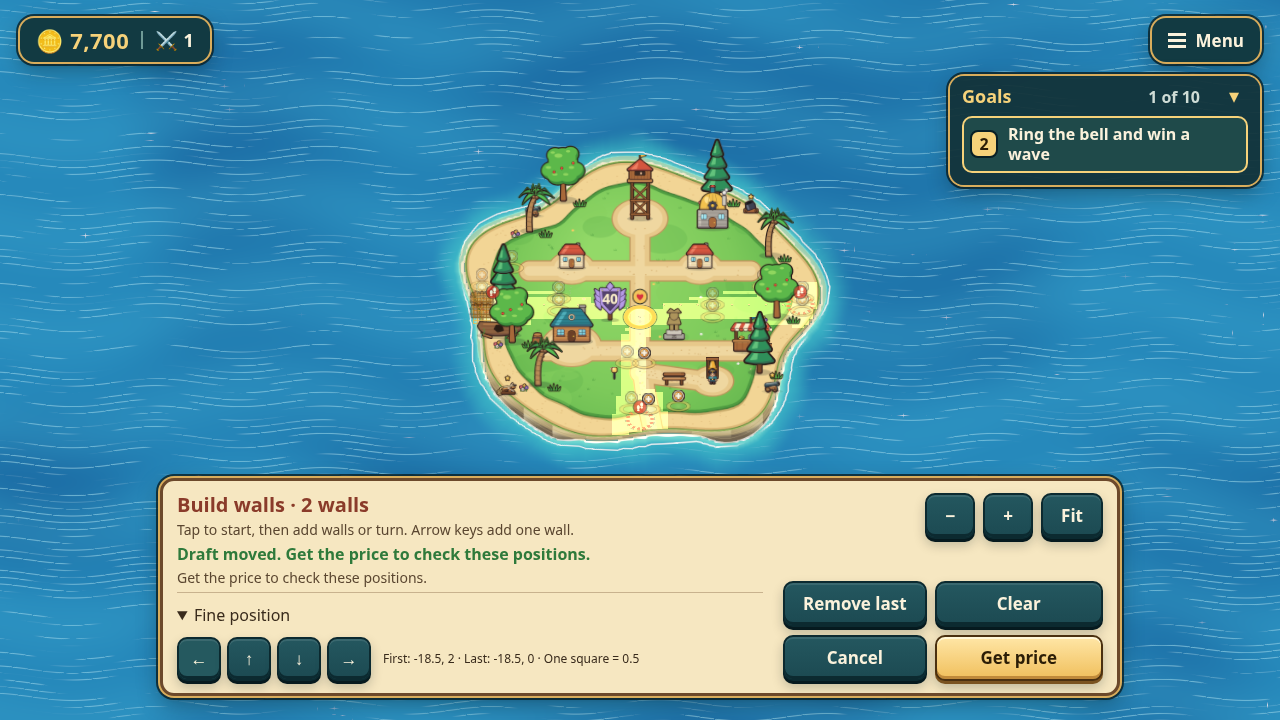 7,700
1
Menu
Goals
1 of 10
2
Ring the bell and win a
wave
40
Build walls · 2 walls
Tap to start, then add walls or turn. Arrow keys add one wall.
Draft moved. Get the price to check these positions.
Get the price to check these positions.
− + Fit
▼ Fine position
← ↑ ↓ →
First: -18.5, 2 · Last: -18.5, 0 · One square = 0.5
Remove last
Clear
Cancel
Get price